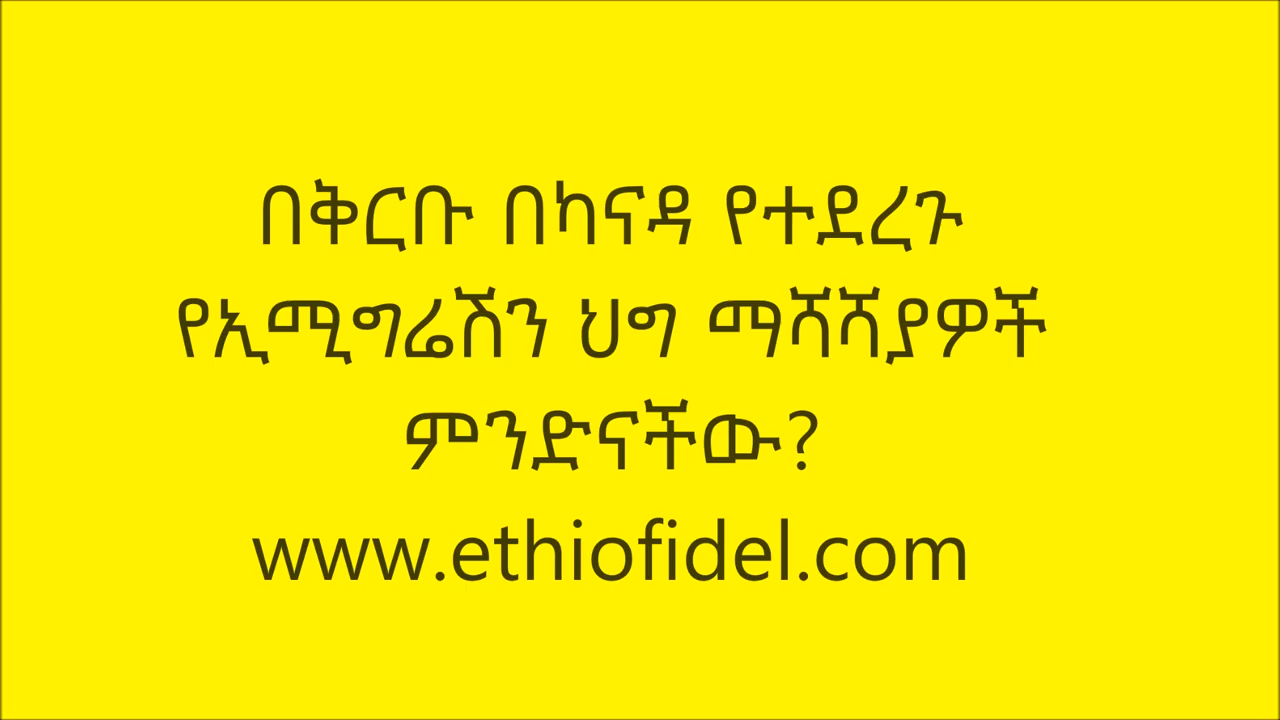 በቅርቡ በካናዳ የተደረጉ
የኢሚግሬሽን ህግ ማሻሻያዎች
ምንድናቸው?
www.ethiofidel.com